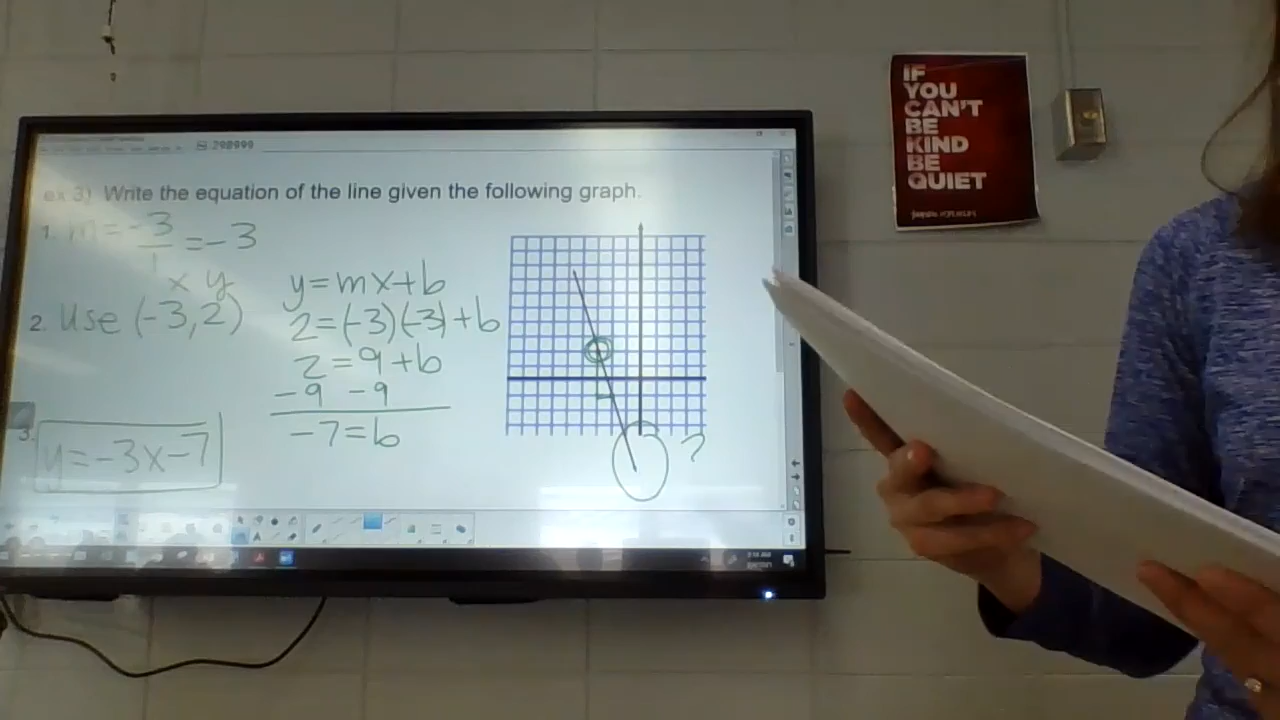 ex 3) Write the equation of the line given the following graph.
1. m = -3/1 = -3
x y
2. Use (-3,2)
y=mx+b
2=(-3)(-3)+b
2=9+b
-9 -9
-7=b
3. y=-3x-7
?
IF
YOU
CAN'T
BE
KIND
BE
QUIET